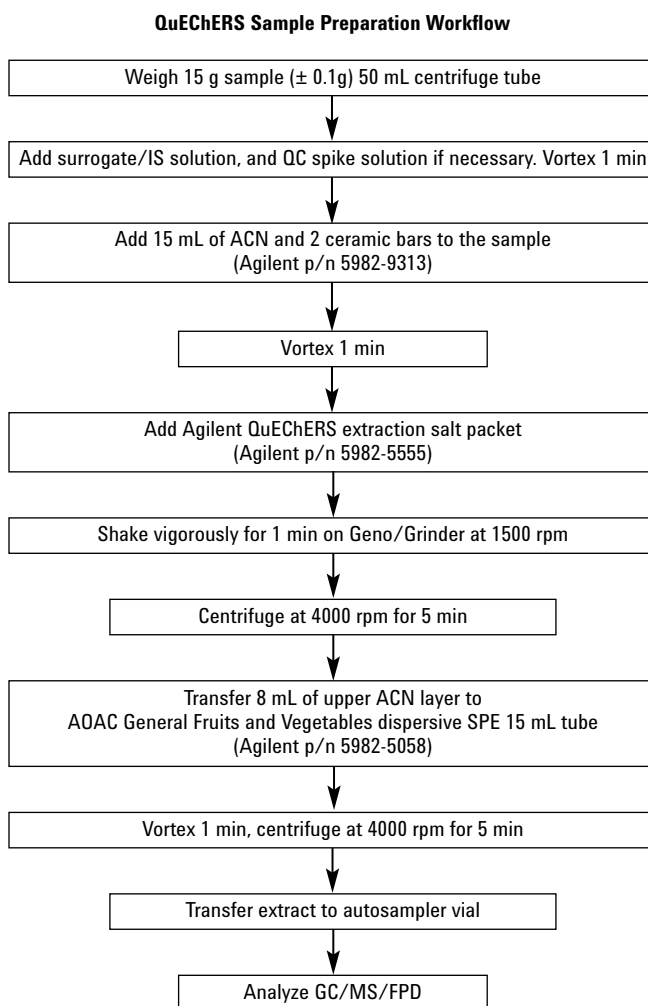 QuEChERS Sample Preparation Workflow
Weigh 15 g sample (± 0.1g) 50 mL centrifuge tube
Add surrogate/IS solution, and QC spike solution if necessary. Vortex 1 min
Add 15 mL of ACN and 2 ceramic bars to the sample
(Agilent p/n 5982-9313)
Vortex 1 min
Add Agilent QuEChERS extraction salt packet
(Agilent p/n 5982-5555)
Shake vigorously for 1 min on Geno/Grinder at 1500 rpm
Centrifuge at 4000 rpm for 5 min
Transfer 8 mL of upper ACN layer to
AOAC General Fruits and Vegetables dispersive SPE 15 mL tube
(Agilent p/n 5982-5058)
Vortex 1 min, centrifuge at 4000 rpm for 5 min
Transfer extract to autosampler vial
Analyze GC/MS/FPD